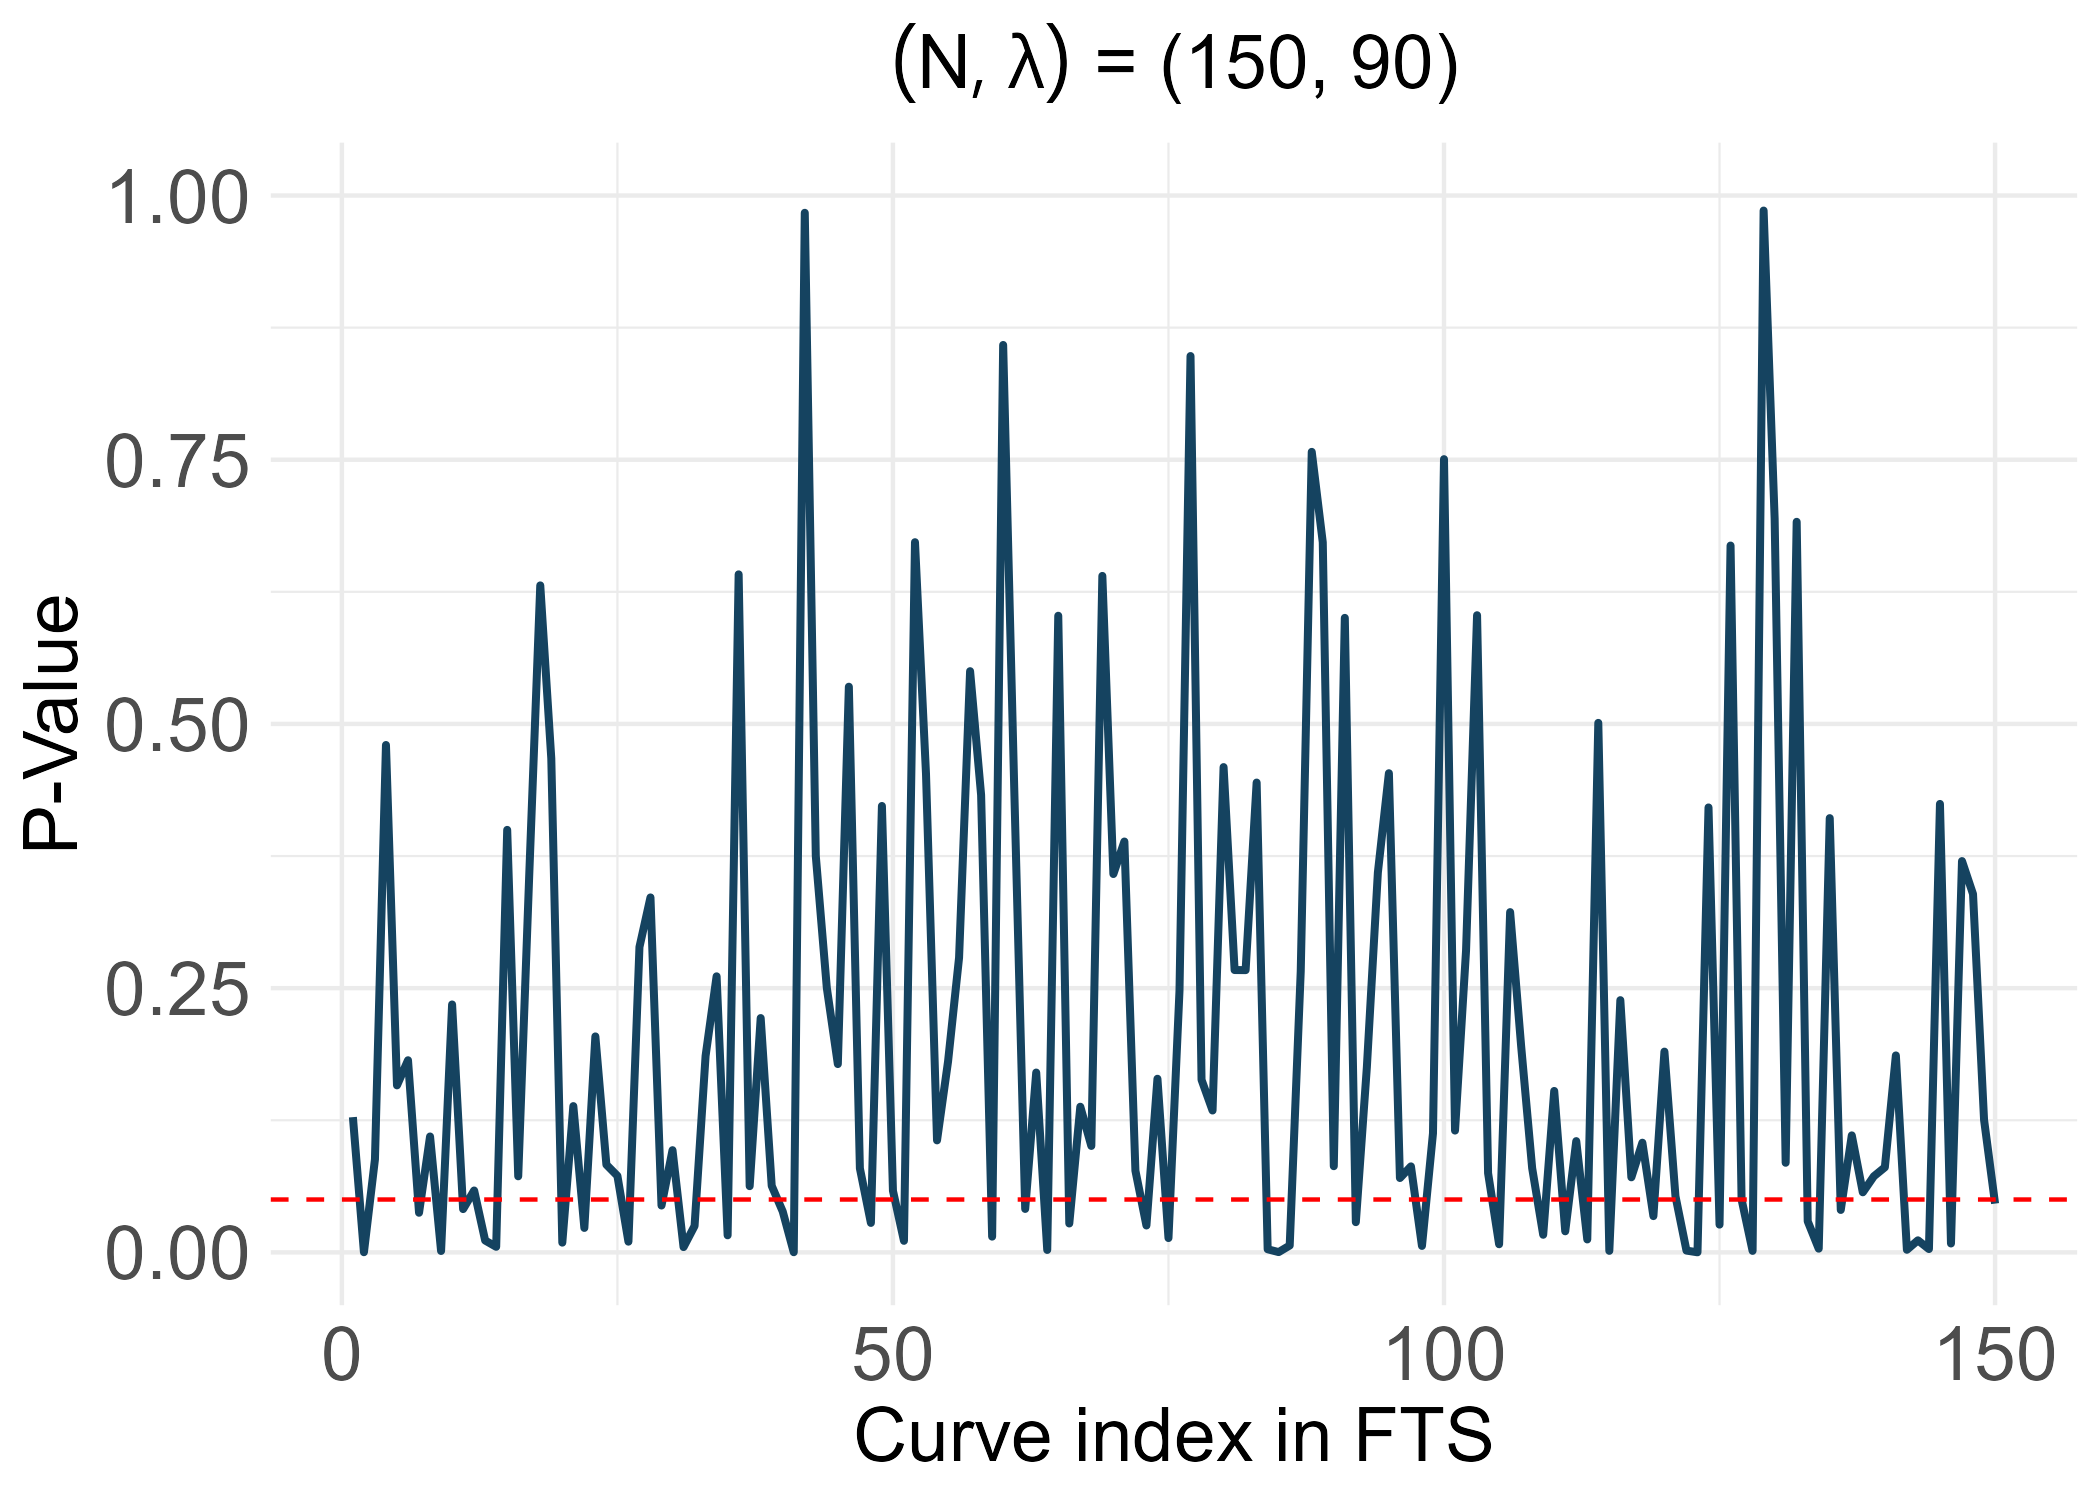 (N, λ) = (150, 90)
1.00
0.75
0.50
0.25
0.00
P-Value
0 50 100 150
Curve index in FTS